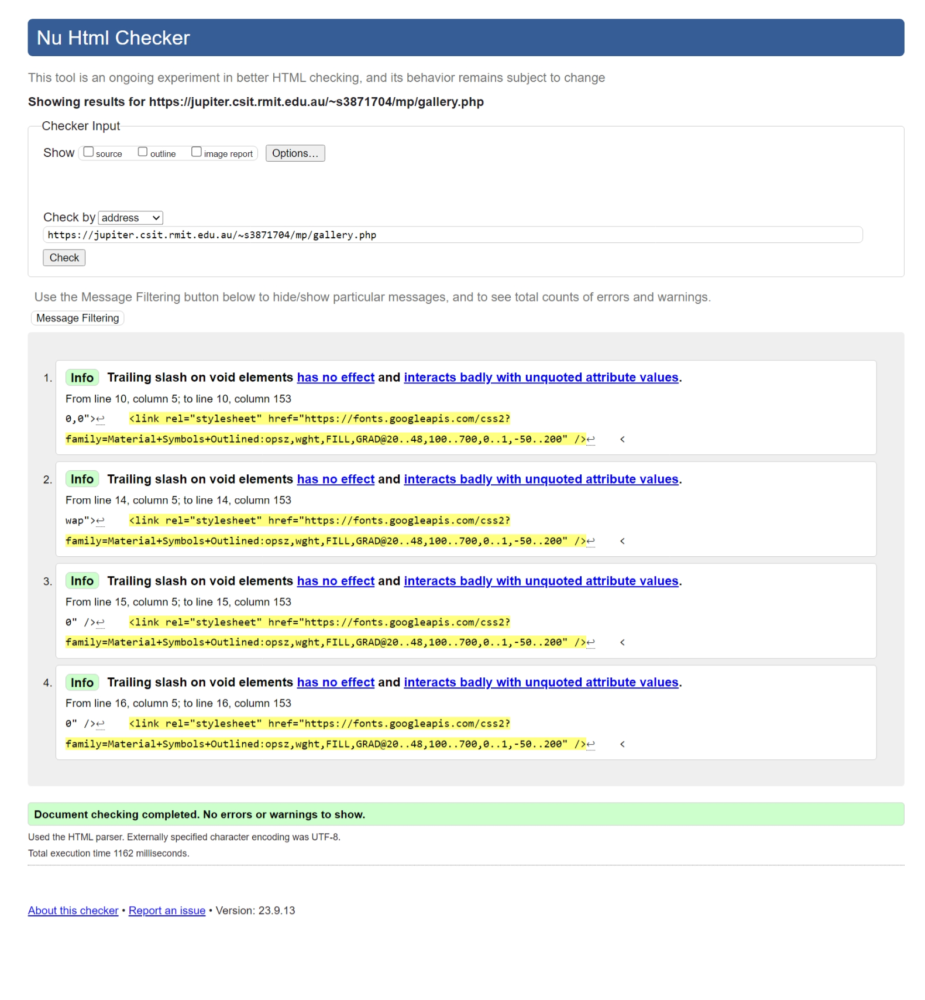 Nu Html Checker
This tool is an ongoing experiment in better HTML checking, and its behavior remains subject to change
Showing results for https://jupiter.csit.rmit.edu.au/~s3871704/mp/gallery.php
Checker Input
Show source outline image report Options…
Check by address
https://jupiter.csit.rmit.edu.au/~s3871704/mp/gallery.php
Check
Use the Message Filtering button below to hide/show particular messages, and to see total counts of errors and warnings.
Message Filtering
1. Info Trailing slash on void elements has no effect and interacts badly with unquoted attribute values.
From line 10, column 5; to line 10, column 153
0,0">↩    <link rel="stylesheet" href="https://fonts.googleapis.com/css2?
family=Material+Symbols+Outlined:opsz,wght,FILL,GRAD@20..48,100..700,0..1,-50..200" />↩    <
2. Info Trailing slash on void elements has no effect and interacts badly with unquoted attribute values.
From line 14, column 5; to line 14, column 153
wap">↩    <link rel="stylesheet" href="https://fonts.googleapis.com/css2?
family=Material+Symbols+Outlined:opsz,wght,FILL,GRAD@20..48,100..700,0..1,-50..200" />↩    <
3. Info Trailing slash on void elements has no effect and interacts badly with unquoted attribute values.
From line 15, column 5; to line 15, column 153
0" />↩    <link rel="stylesheet" href="https://fonts.googleapis.com/css2?
family=Material+Symbols+Outlined:opsz,wght,FILL,GRAD@20..48,100..700,0..1,-50..200" />↩    <
4. Info Trailing slash on void elements has no effect and interacts badly with unquoted attribute values.
From line 16, column 5; to line 16, column 153
0" />↩    <link rel="stylesheet" href="https://fonts.googleapis.com/css2?
family=Material+Symbols+Outlined:opsz,wght,FILL,GRAD@20..48,100..700,0..1,-50..200" />↩    <
Document checking completed. No errors or warnings to show.
Used the HTML parser. Externally specified character encoding was UTF-8.
Total execution time 1162 milliseconds.
About this checker • Report an issue • Version: 23.9.13